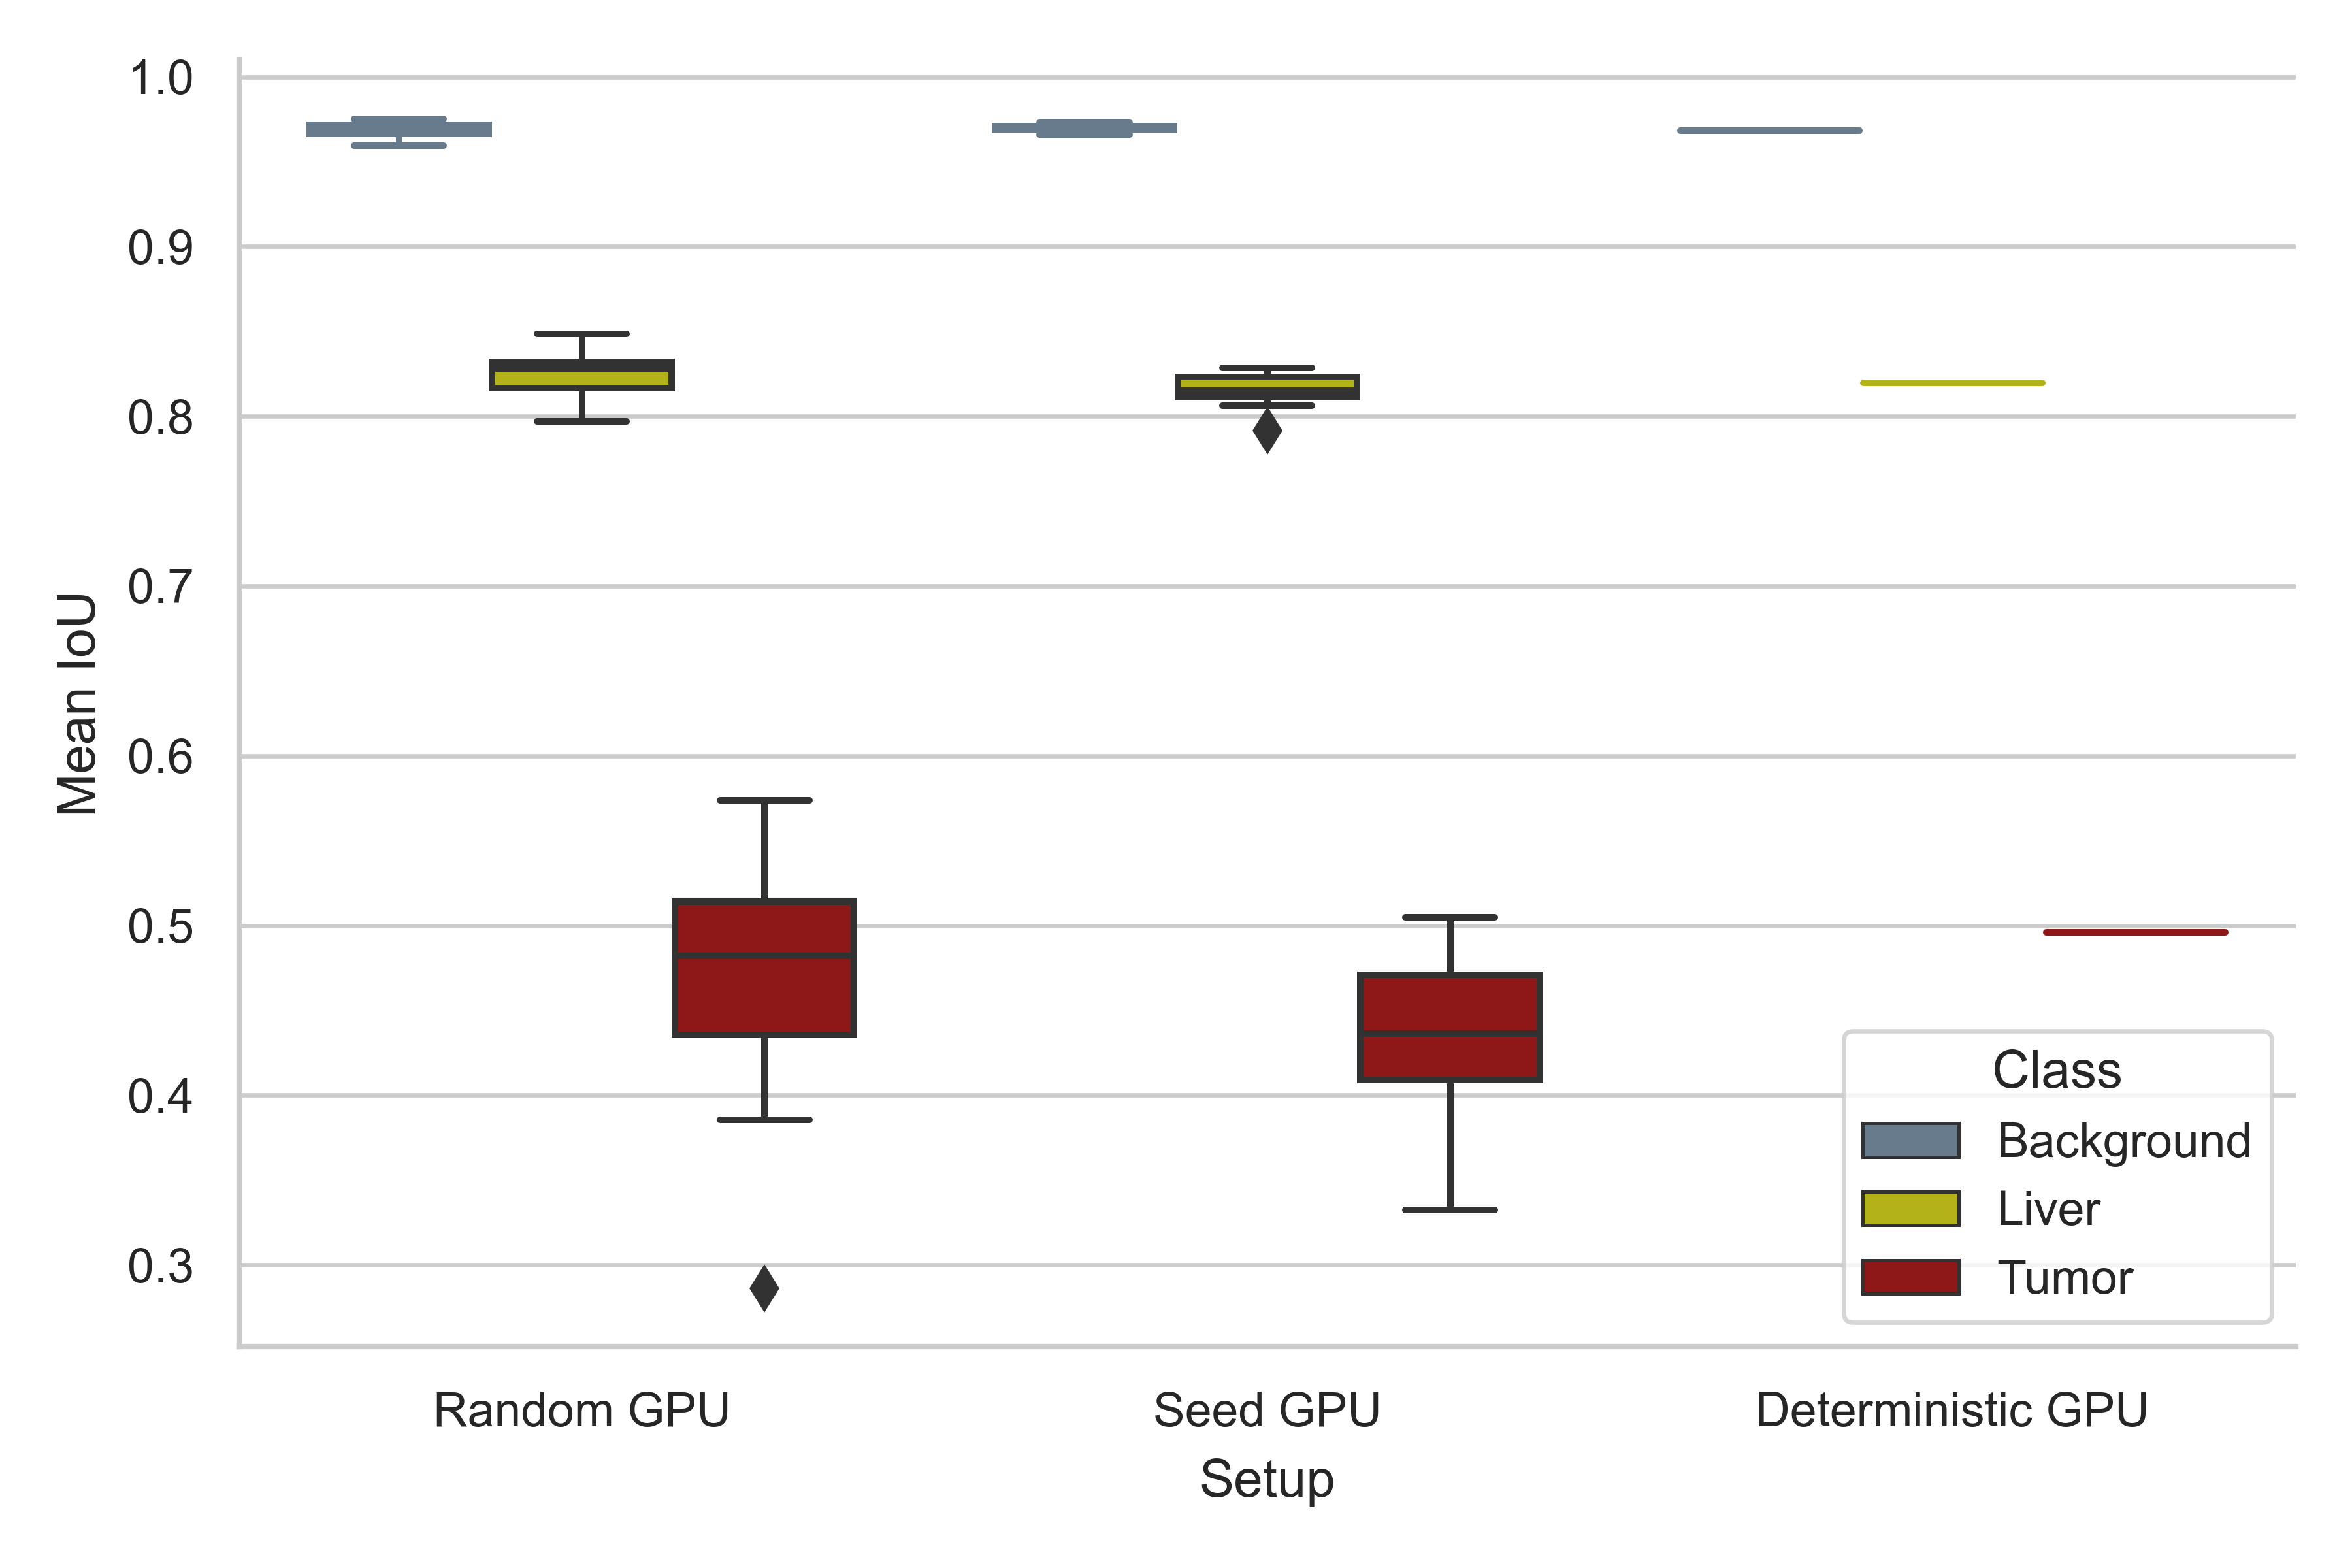 Mean IoU
1.0
0.9
0.8
0.7
0.6
0.5
0.4
0.3
Random GPU
Seed GPU
Deterministic GPU
Setup
Class
Background
Liver
Tumor